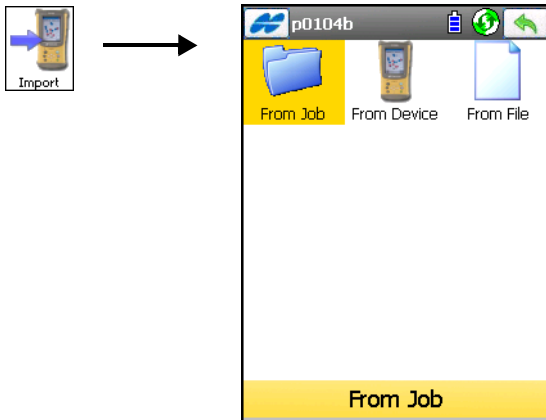 Import
p0104b
From Job
From Device
From File
From Job